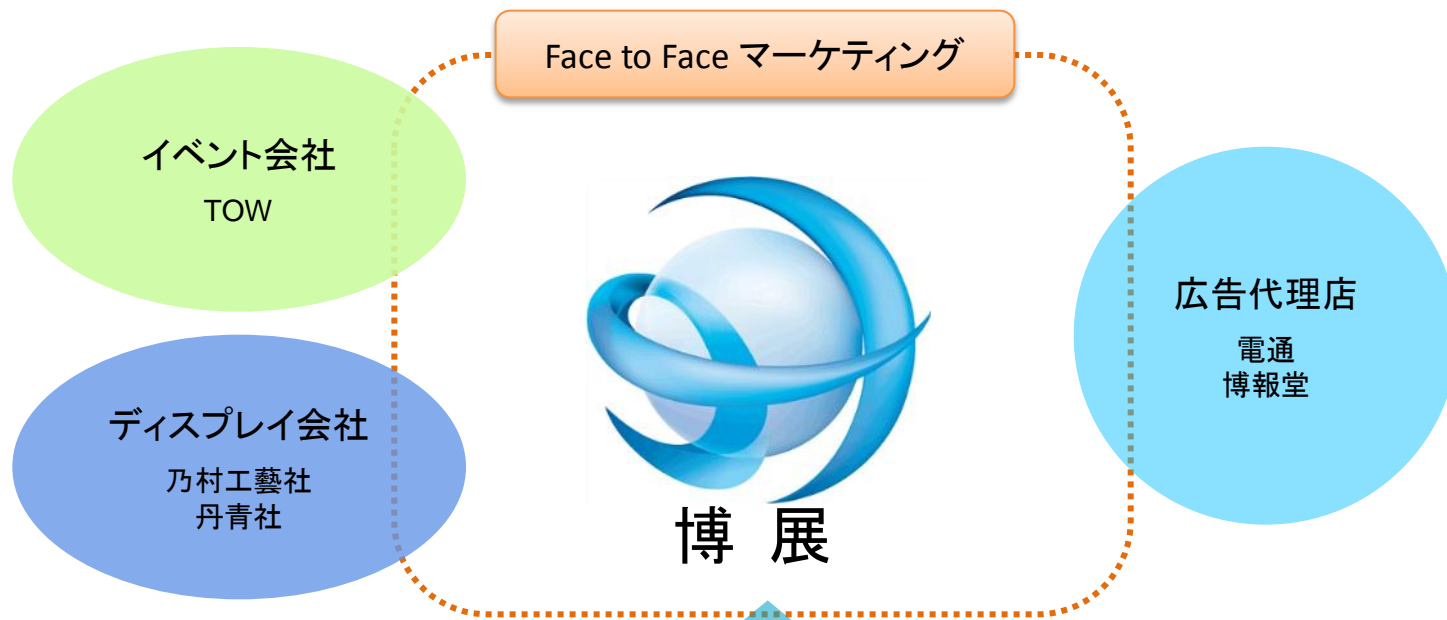 Face to Face マーケティング
イベント会社
TOW
ディスプレイ会社
乃村工藝社
丹青社
博 展
広告代理店
電通
博報堂